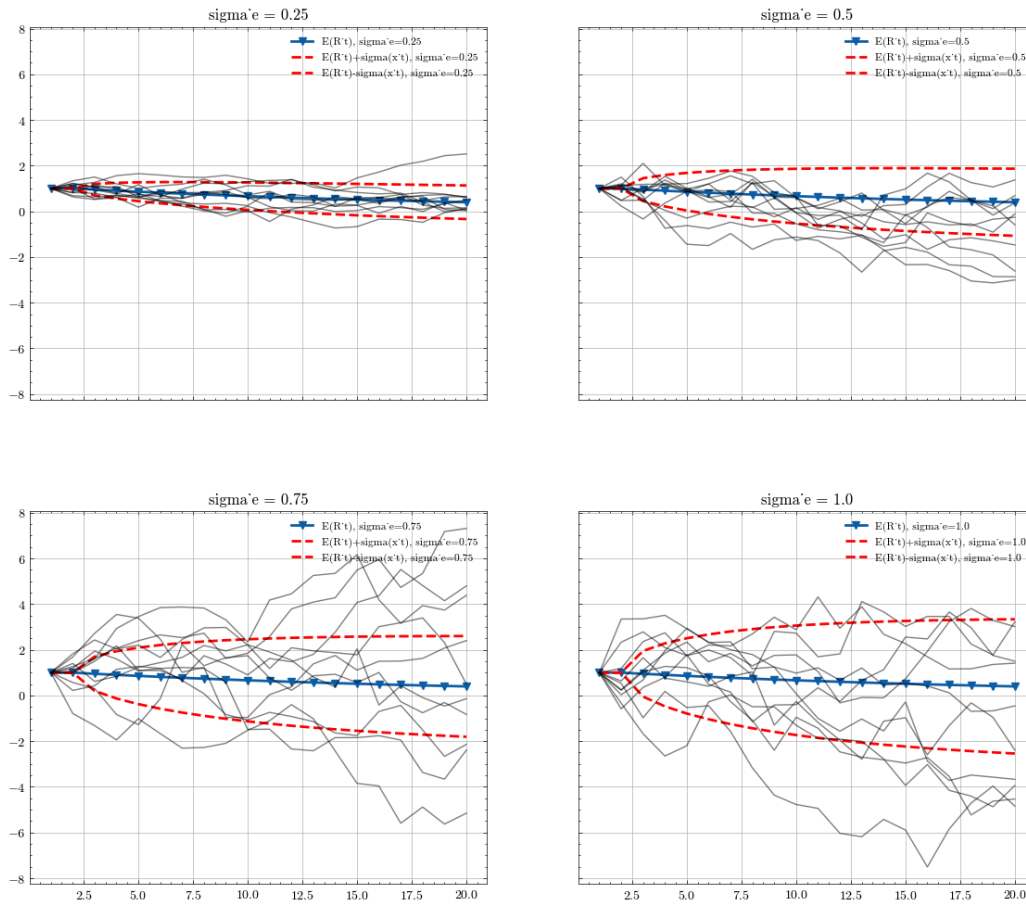 sigma˙e = 0.25
8
6
4
2
0
−2
−4
−6
−8
E(R˙t), sigma˙e=0.25
E(R˙t)+sigma(x˙t), sigma˙e=0.25
E(R˙t)-sigma(x˙t), sigma˙e=0.25
sigma˙e = 0.5
E(R˙t), sigma˙e=0.5
E(R˙t)+sigma(x˙t), sigma˙e=0.5
E(R˙t)-sigma(x˙t), sigma˙e=0.5
sigma˙e = 0.75
8
6
4
2
0
−2
−4
−6
−8
E(R˙t), sigma˙e=0.75
E(R˙t)+sigma(x˙t), sigma˙e=0.75
E(R˙t)-sigma(x˙t), sigma˙e=0.75
2.5 5.0 7.5 10.0 12.5 15.0 17.5 20.0
sigma˙e = 1.0
E(R˙t), sigma˙e=1.0
E(R˙t)+sigma(x˙t), sigma˙e=1.0
E(R˙t)-sigma(x˙t), sigma˙e=1.0
2.5 5.0 7.5 10.0 12.5 15.0 17.5 20.0